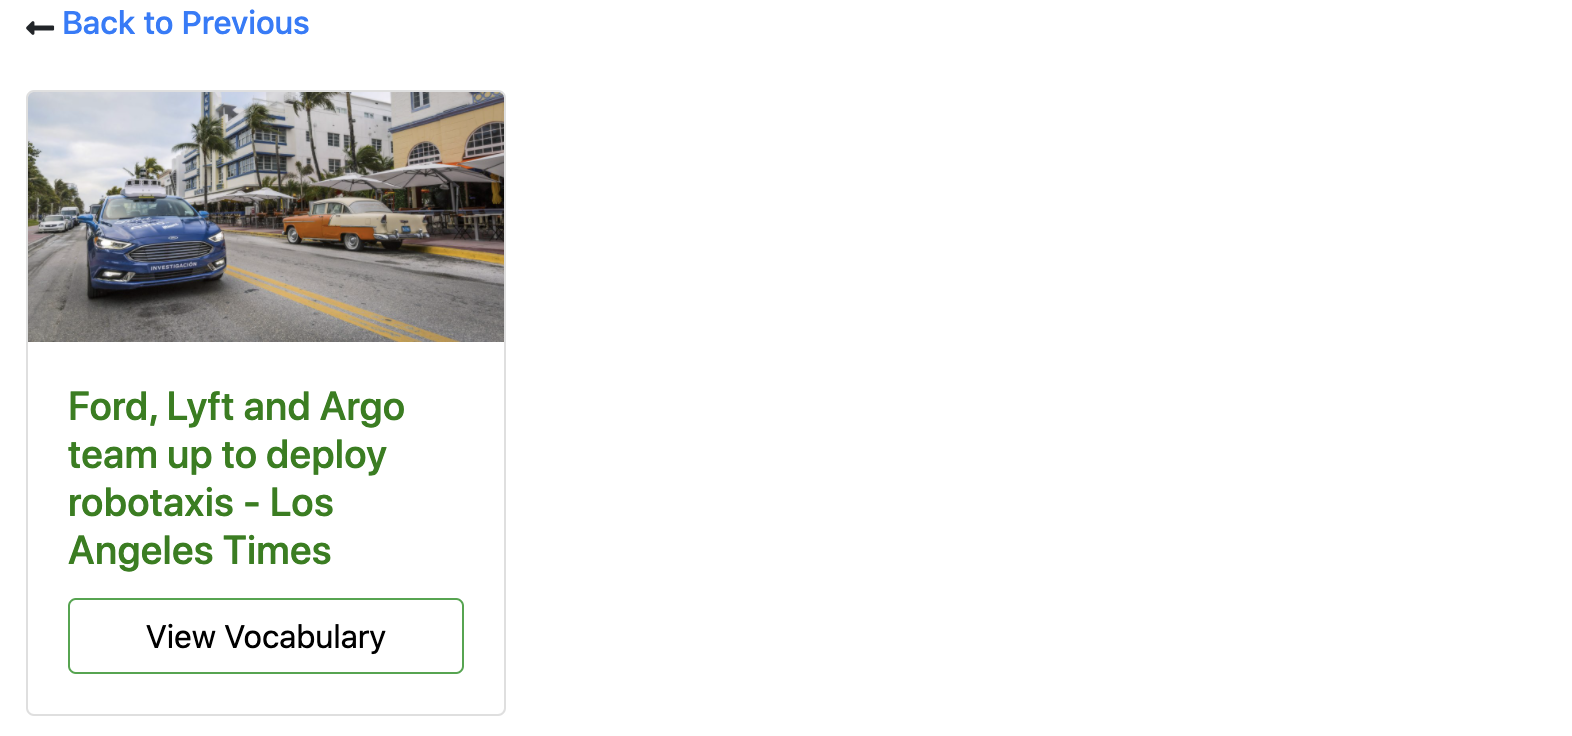 Back to Previous
INVESTIGACIÓN
Ford, Lyft and Argo
team up to deploy
robotaxis - Los
Angeles Times
View Vocabulary